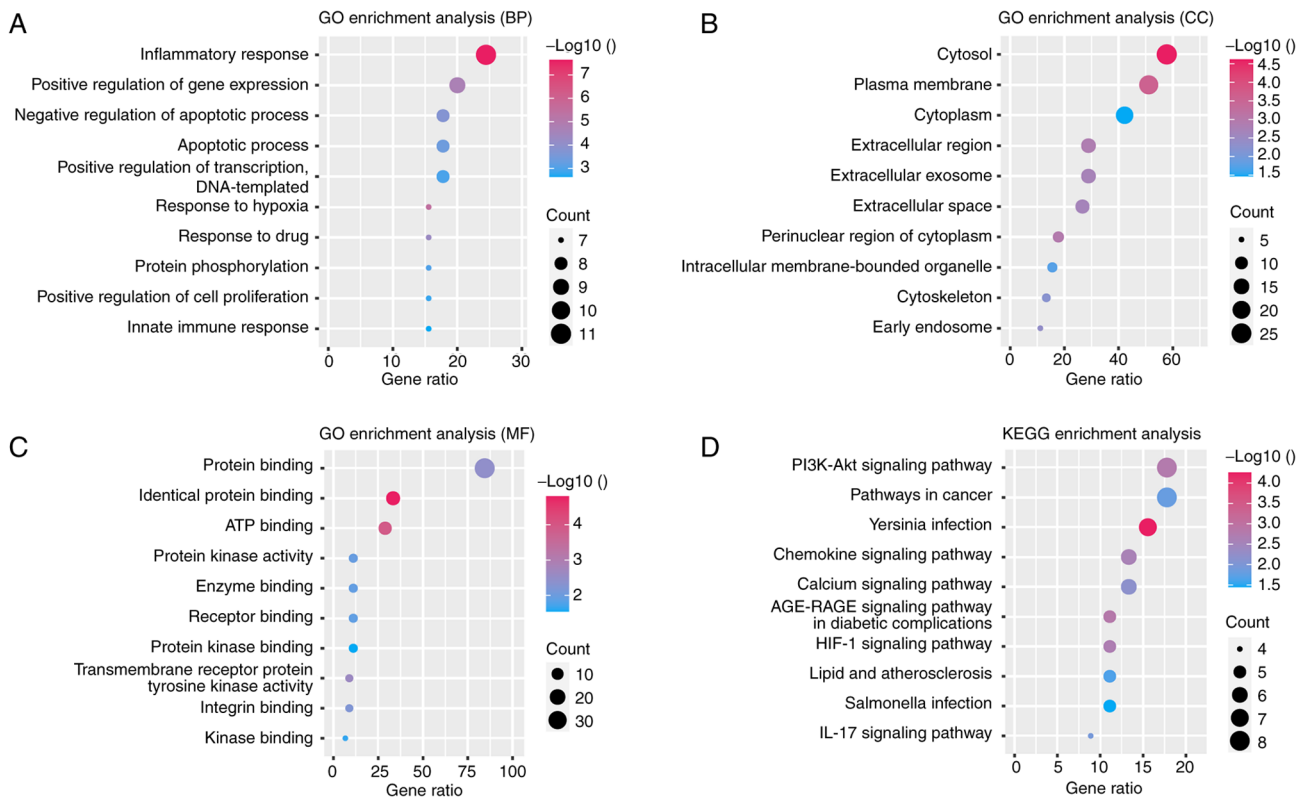 A
GO enrichment analysis (BP)
Inflammatory response
Positive regulation of gene expression
Negative regulation of apoptotic process
Apoptotic process
Positive regulation of transcription,
DNA-templated
Response to hypoxia
Response to drug
Protein phosphorylation
Positive regulation of cell proliferation
Innate immune response
0 10 20 30
Gene ratio
–Log10 ()
7
6
5
4
3
Count
7
8
9
10
11
B
GO enrichment analysis (CC)
Cytosol
Plasma membrane
Cytoplasm
Extracellular region
Extracellular exosome
Extracellular space
Perinuclear region of cytoplasm
Intracellular membrane-bounded organelle
Cytoskeleton
Early endosome
0 20 40 60
Gene ratio
–Log10 ()
4.5
4.0
3.5
3.0
2.5
2.0
1.5
Count
5
10
15
20
25
C
GO enrichment analysis (MF)
Protein binding
Identical protein binding
ATP binding
Protein kinase activity
Enzyme binding
Receptor binding
Protein kinase binding
Transmembrane receptor protein
tyrosine kinase activity
Integrin binding
Kinase binding
0 25 50 75 100
Gene ratio
–Log10 ()
4
3
2
Count
10
20
30
D
KEGG enrichment analysis
PI3K-Akt signaling pathway
Pathways in cancer
Yersinia infection
Chemokine signaling pathway
Calcium signaling pathway
AGE-RAGE signaling pathway
in diabetic complications
HIF-1 signaling pathway
Lipid and atherosclerosis
Salmonella infection
IL-17 signaling pathway
0 5 10 15 20
Gene ratio
–Log10 ()
4.0
3.5
3.0
2.5
2.0
1.5
Count
4
5
6
7
8